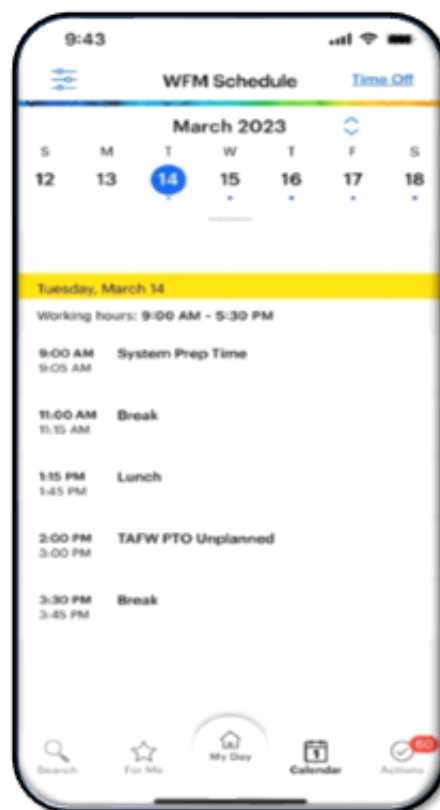 9:43
WFM Schedule Time Off
March 2023
S M T W T F S
12 13 14 15 16 17 18
Tuesday, March 14
Working hours: 9:00 AM - 5:30 PM
9:00 AM System Prep Time
9:05 AM
11:00 AM Break
11:15 AM
1:15 PM Lunch
1:45 PM
2:00 PM TAFW PTO Unplanned
3:00 PM
3:30 PM Break
3:45 PM
1
60
Search For Me My Day Calendar Actions